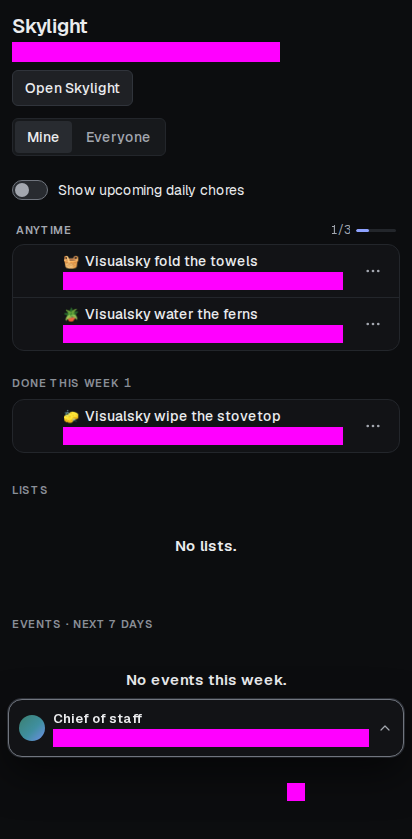 Skylight
Open Skylight
Mine Everyone
Show upcoming daily chores
ANYTIME 1/3
🧺 Visualsky fold the towels
🪴 Visualsky water the ferns
DONE THIS WEEK 1
🧽 Visualsky wipe the stovetop
LISTS
No lists.
EVENTS · NEXT 7 DAYS
No events this week.
Chief of staff